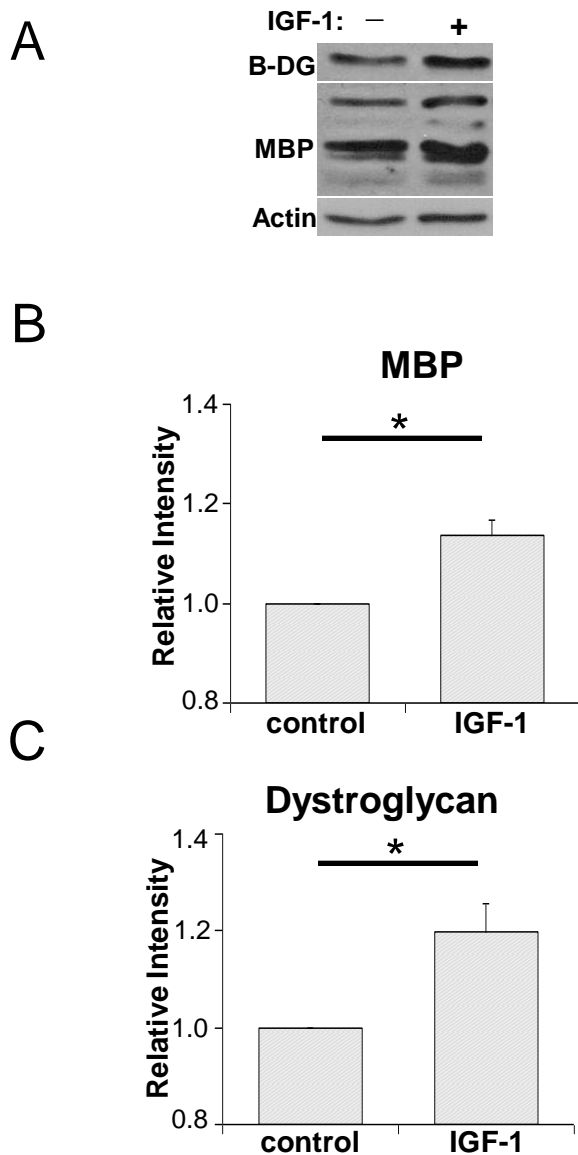 A
IGF-1: – +
B-DG
MBP
Actin
B
MBP
*
Relative Intensity
1.4
1.2
1.0
0.8
control IGF-1
C
Dystroglycan
*
Relative Intensity
1.4
1.2
1.0
0.8
control IGF-1